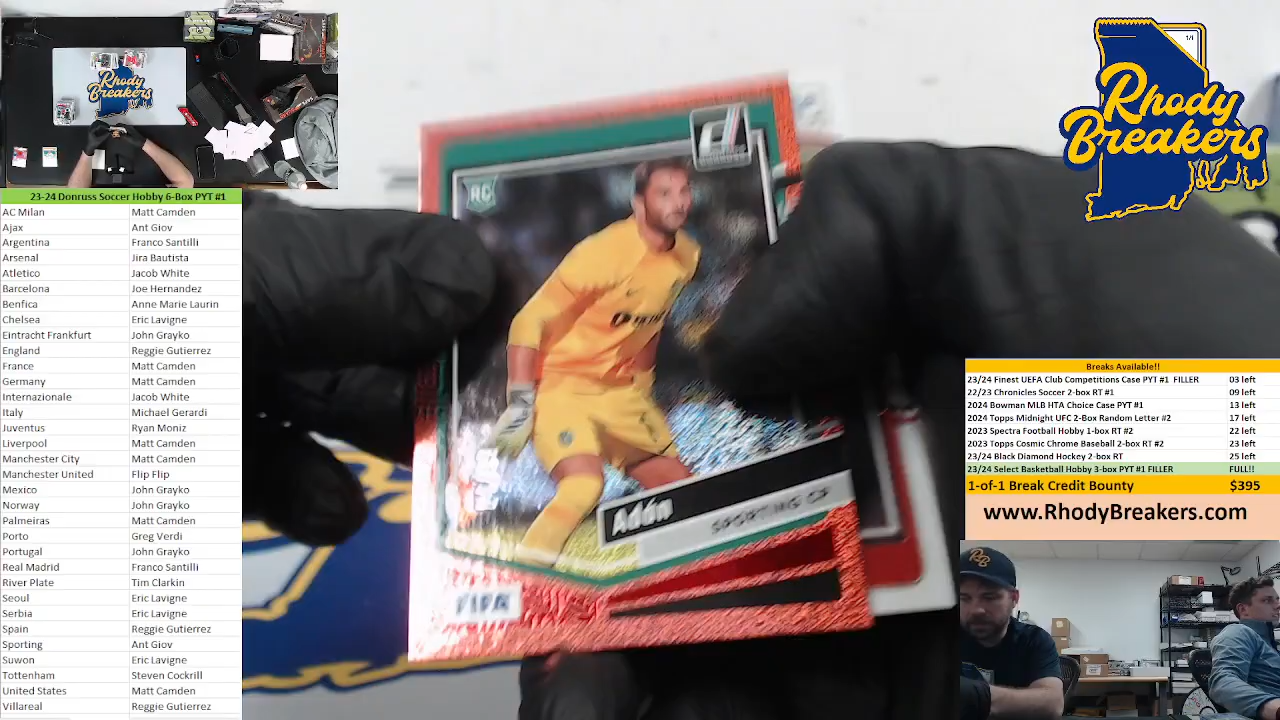 23-24 Donruss Soccer Hobby 6-Box PYT #1
AC Milan Matt Camden
Ajax Ant Giov
Argentina Franco Santilli
Arsenal Jira Bautista
Atletico Jacob White
Barcelona Joe Hernandez
Benfica Anne Marie Laurin
Chelsea Eric Lavigne
Eintracht Frankfurt John Grayko
England Reggie Gutierrez
France Matt Camden
Germany Matt Camden
Internazionale Jacob White
Italy Michael Gerardi
Juventus Ryan Moniz
Liverpool Matt Camden
Manchester City Matt Camden
Manchester United Flip Flip
Mexico John Grayko
Norway John Grayko
Palmeiras Matt Camden
Porto Greg Verdi
Portugal John Grayko
Real Madrid Franco Santilli
River Plate Tim Clarkin
Seoul Eric Lavigne
Serbia Eric Lavigne
Spain Reggie Gutierrez
Sporting Ant Giov
Suwon Eric Lavigne
Tottenham Steven Cockrill
United States Matt Camden
Villareal Reggie Gutierrez
Rhody
Breakers
RC
Adán
SPORTING CP
FIFA
1/1
Rhody
Breakers
Breaks Available!!
23/24 Finest UEFA Club Competitions Case PYT #1 FILLER 03 left
22/23 Chronicles Soccer 2-box RT #1 09 left
2024 Bowman MLB HTA Choice Case PYT #1 13 left
2024 Topps Midnight UFC 2-Box Random Letter #2 17 left
2023 Spectra Football Hobby 1-box RT #2 22 left
2023 Topps Cosmic Chrome Baseball 2-box RT #2 23 left
23/24 Black Diamond Hockey 2-box RT 25 left
23/24 Select Basketball Hobby 3-box PYT #1 FILLER FULL!!
1-of-1 Break Credit Bounty $395
www.RhodyBreakers.com
RB